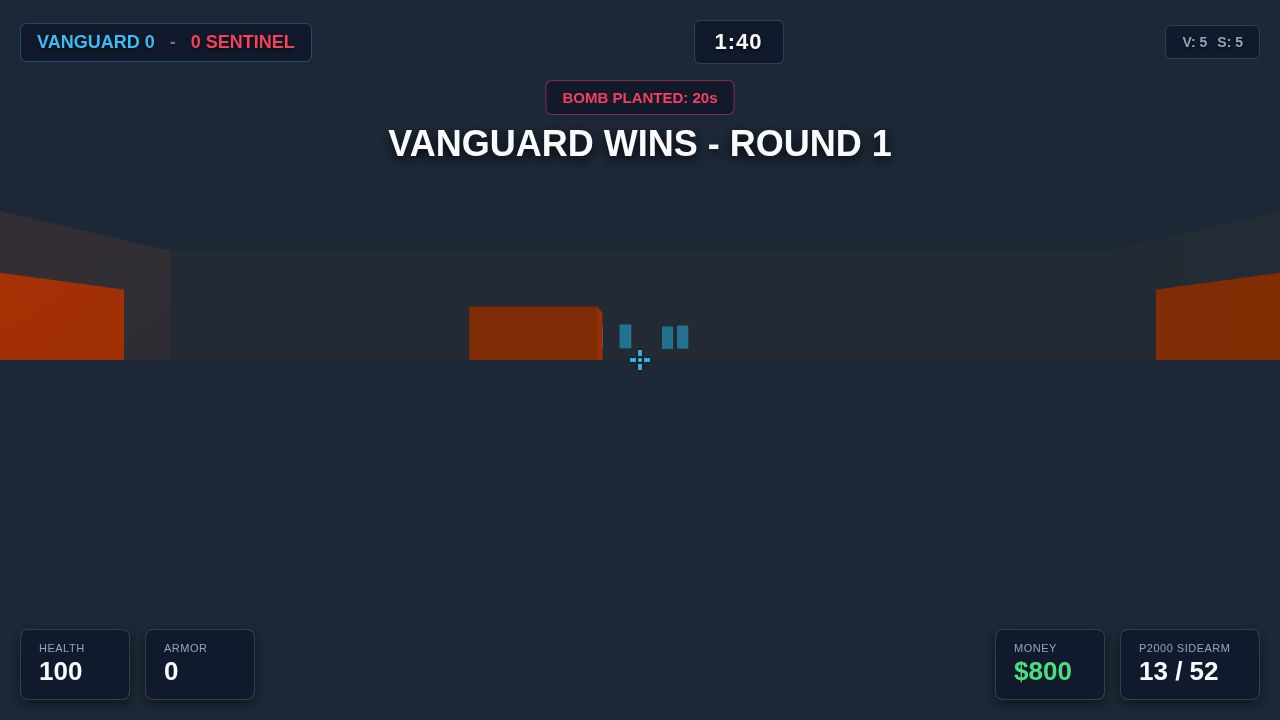 VANGUARD 0 - 0 SENTINEL
1:40
V: 5 S: 5
BOMB PLANTED: 20s
VANGUARD WINS - ROUND 1
HEALTH
100
ARMOR
0
MONEY
$800
P2000 SIDEARM
13 / 52